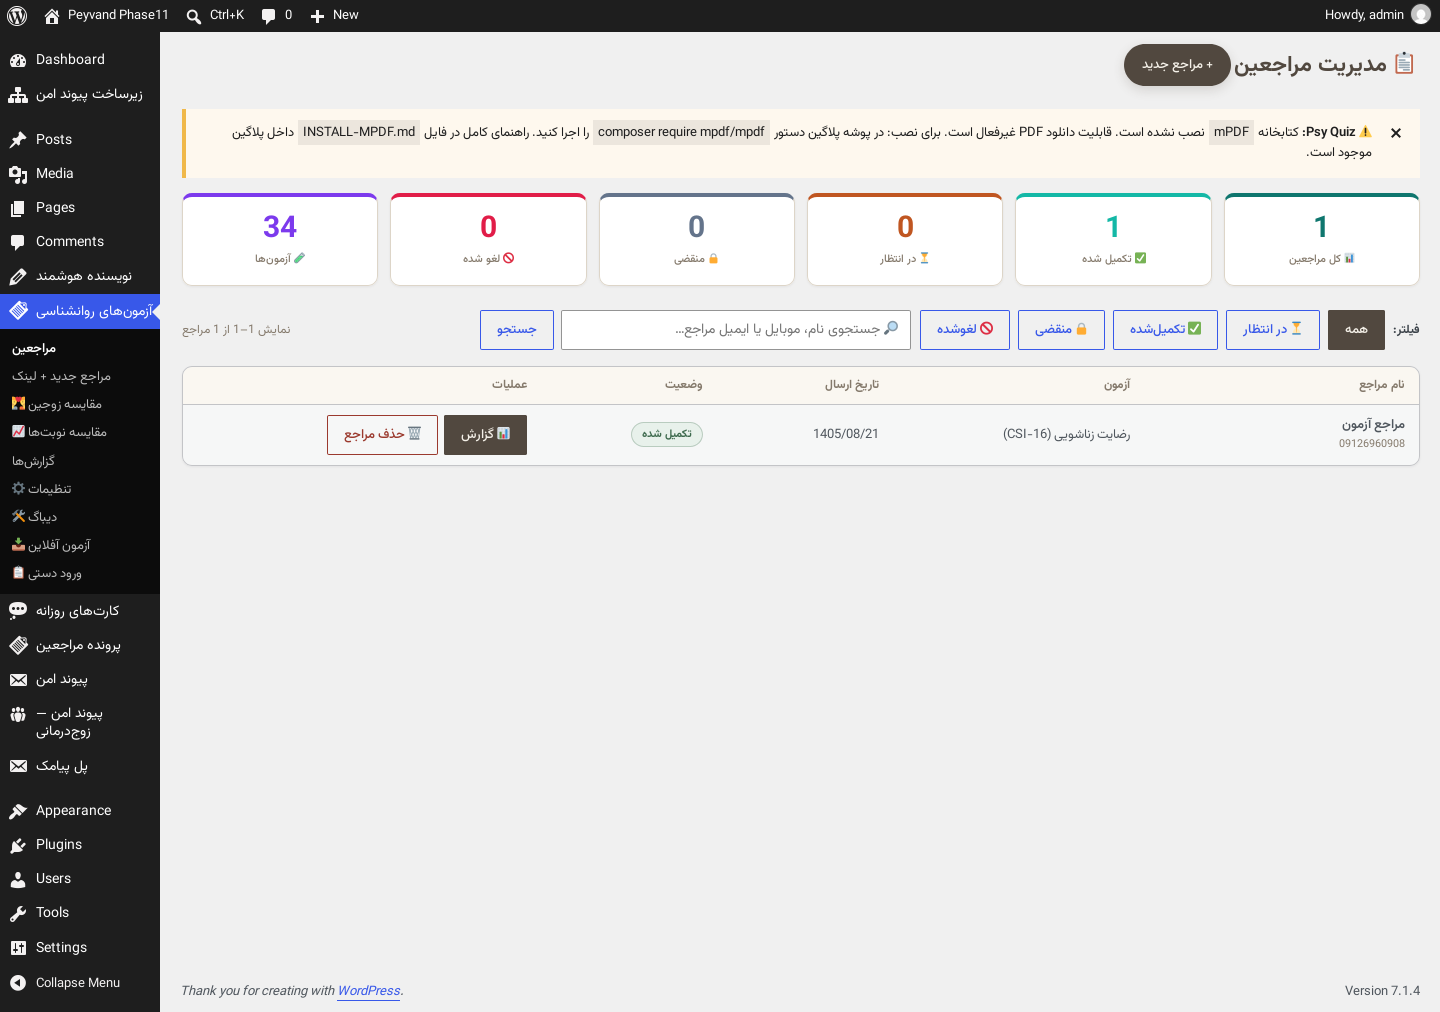 Peyvand Phase11
Ctrl+K
0
New
Howdy, admin
Dashboard
زیرساخت پیوند امن
Posts
Media
Pages
Comments
نویسنده هوشمند
آزمون‌های روانشناسی
مراجعین
مراجع جدید + لینک
مقایسه زوجین
مقایسه نوبت‌ها
گزارش‌ها
تنظیمات
دیباگ
آزمون آفلاین
ورود دستی
کارت‌های روزانه
پرونده مراجعین
پیوند امن
پیوند امن —
زوج‌درمانی
پل پیامک
Appearance
Plugins
Users
Tools
Settings
Collapse Menu
📋 مدیریت مراجعین
+ مراجع جدید
⚠️ Psy Quiz: کتابخانه mPDF نصب نشده است. قابلیت دانلود PDF غیرفعال است. برای نصب: در پوشه پلاگین دستور composer require mpdf/mpdf را اجرا کنید. راهنمای کامل در فایل INSTALL-MPDF.md داخل پلاگین
موجود است.
1
📊 کل مراجعین
1
✅ تکمیل شده
0
⏳ در انتظار
0
🔒 منقضی
0
🚫 لغو شده
34
🧪 آزمون‌ها
فیلتر:
همه
⏳ در انتظار
✅ تکمیل‌شده
🔒 منقضی
🚫 لغوشده
🔎 جستجوی نام، موبایل یا ایمیل مراجع...
جستجو
نمایش 1–1 از 1 مراجع
نام مراجع
آزمون
تاریخ ارسال
وضعیت
عملیات
مراجع آزمون
09126960908
رضایت زناشویی (CSI-16)
1405/08/21
تکمیل شده
📊 گزارش
🗑️ حذف مراجع
Thank you for creating with WordPress.
Version 7.1.4